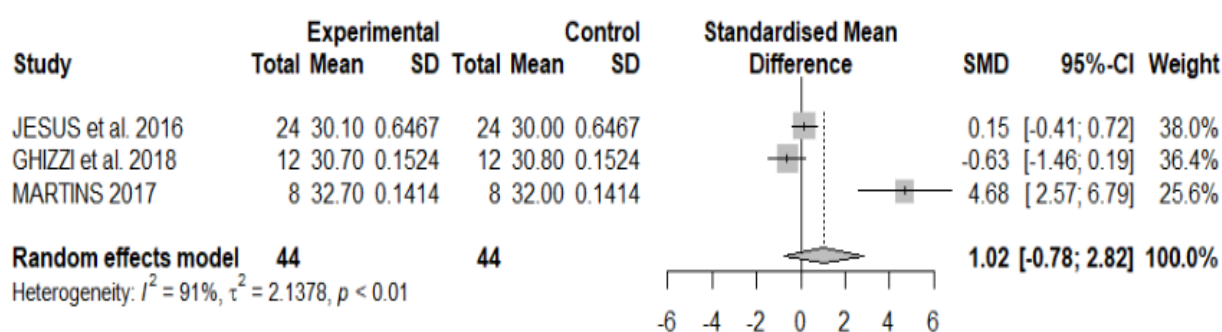 Experimental Control Standardised Mean
Study Total Mean SD Total Mean SD Difference SMD 95%-CI Weight
JESUS et al. 2016 24 30.10 0.6467 24 30.00 0.6467 0.15 [-0.41; 0.72] 38.0%
GHIZZI et al. 2018 12 30.70 0.1524 12 30.80 0.1524 -0.63 [-1.46; 0.19] 36.4%
MARTINS 2017 8 32.70 0.1414 8 32.00 0.1414 4.68 [ 2.57; 6.79] 25.6%
Random effects model 44 44 1.02 [-0.78; 2.82] 100.0%
Heterogeneity: I² = 91%, τ² = 2.1378, p < 0.01
-6 -4 -2 0 2 4 6